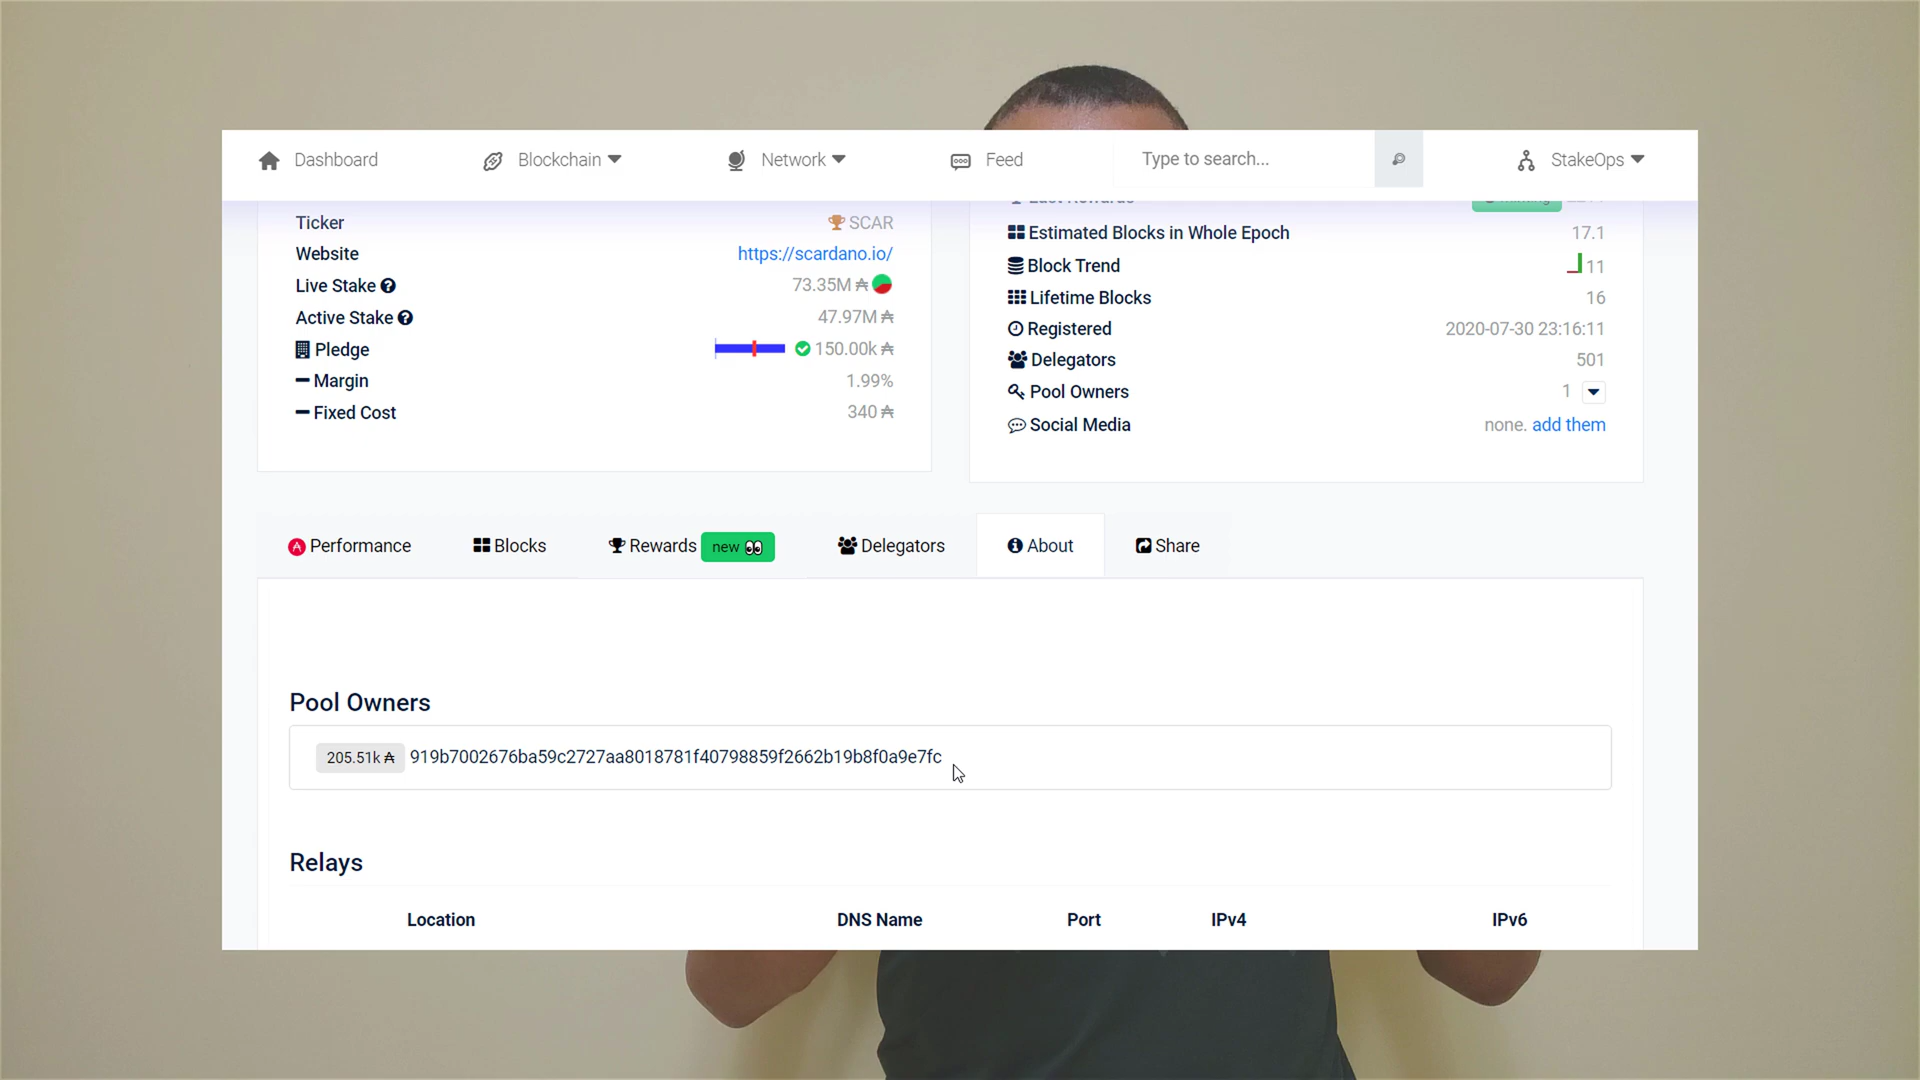 Dashboard Blockchain Network Feed Type to search... StakeOps
Ticker SCAR
Website https://scardano.io/
Live Stake 73.35M ₳
Active Stake 47.97M ₳
Pledge 150.00k ₳
Margin 1.99%
Fixed Cost 340 ₳
Estimated Blocks in Whole Epoch 17.1
Block Trend 11
Lifetime Blocks 16
Registered 2020-07-30 23:16:11
Delegators 501
Pool Owners 1
Social Media none. add them
Performance Blocks Rewards new Delegators About Share
Pool Owners
205.51k ₳ 919b7002676ba59c2727aa8018781f40798859f2662b19b8f0a9e7fc
Relays
Location DNS Name Port IPv4 IPv6